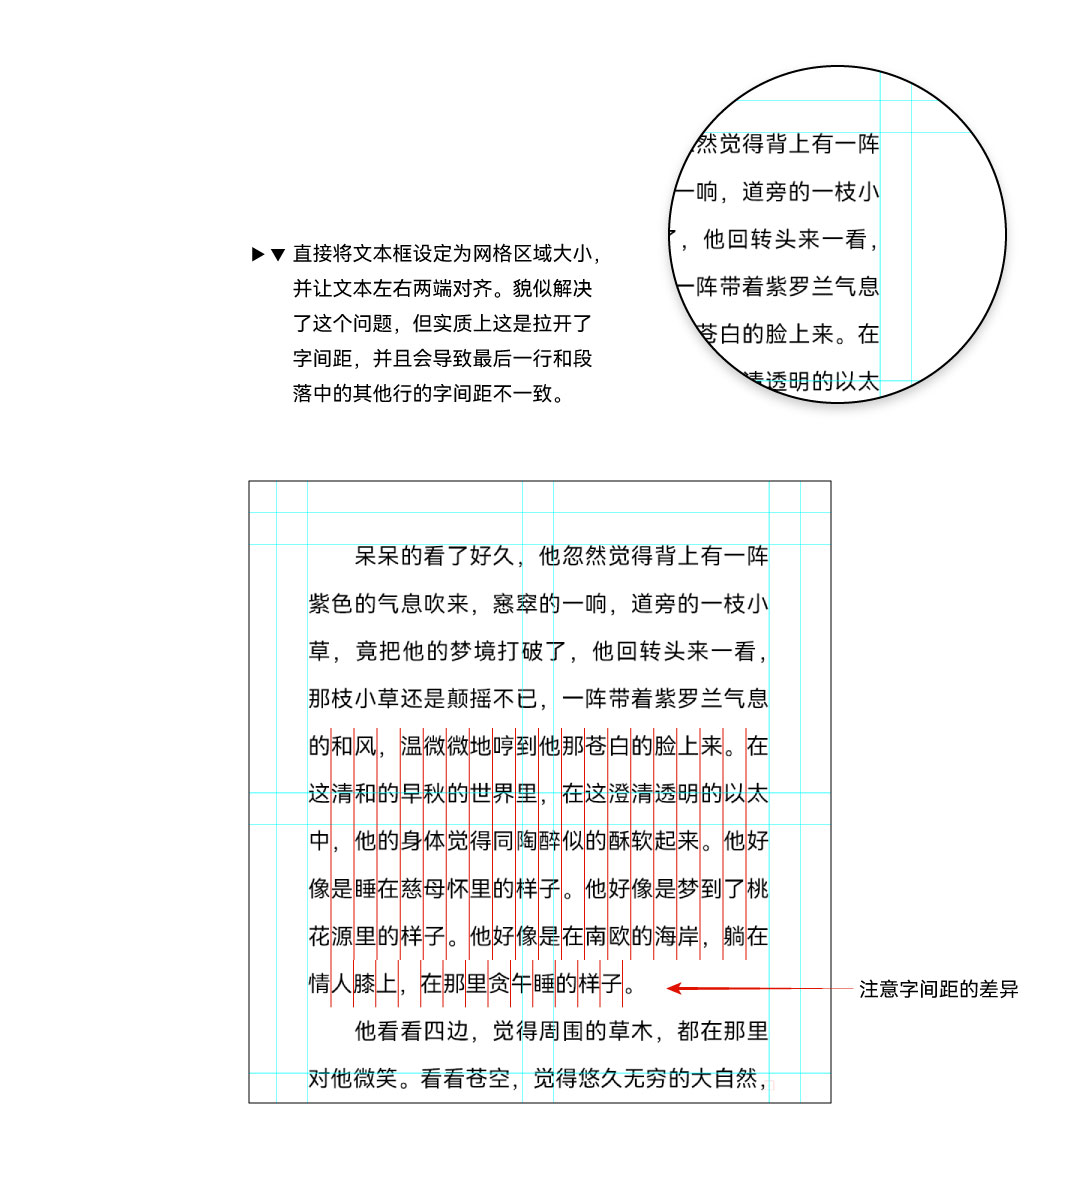 ▶▼ 直接将文本框设定为网格区域大小，
并让文本左右两端对齐。貌似解决
了这个问题，但实质上这是拉开了
字间距，并且会导致最后一行和段
落中的其他行的字间距不一致。
然觉得背上有一阵
一响，道旁的一枝小
了，他回转头来一看，
一阵带着紫罗兰气息
苍白的脸上来。在
清透明的以太
呆呆的看了好久，他忽然觉得背上有一阵
紫色的气息吹来，窸窣的一响，道旁的一枝小
草，竟把他的梦境打破了，他回转头来一看，
那枝小草还是颠摇不已，一阵带着紫罗兰气息
的和风，温微微地哼到他那苍白的脸上来。在
这清和的早秋的世界里，在这澄清透明的以太
中，他的身体觉得同陶醉似的酥软起来。他好
像是睡在慈母怀里的样子。他好像是梦到了桃
花源里的样子。他好像是在南欧的海岸，躺在
情人膝上，在那里贪午睡的样子。
注意字间距的差异
他看看四边，觉得周围的草木，都在那里
对他微笑。看看苍空，觉得悠久无穷的大自然，